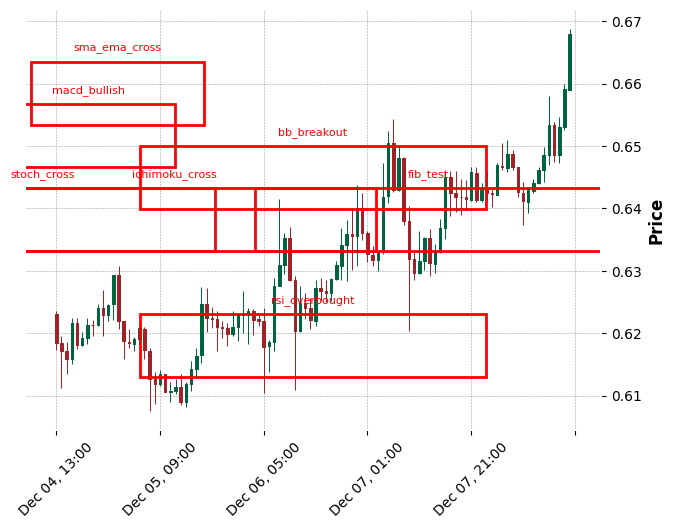 0.67
sma_ema_cross
0.66
macd_bullish
0.65
bb_breakout
stoch_cross
ichimoku_cross
fib_test
0.64
Price
0.63
rsi_overbought
0.62
0.61
Dec 04, 13:00
Dec 05, 09:00
Dec 06, 05:00
Dec 07, 01:00
Dec 07, 21:00